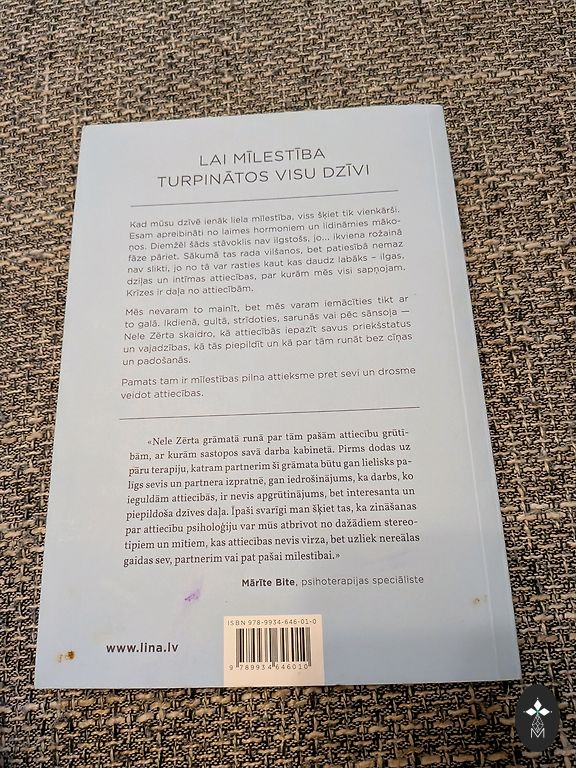 LAI MĪLESTĪBA
TURPINĀTOS VISU DZĪVI
Kad mūsu dzīvē ienāk liela mīlestība, viss šķiet tik vienkārši.
Esam apreibināti no laimes hormoniem un lidināmies māko-
ņos. Diemžēl šāds stāvoklis nav ilgstošs, jo... ikviena rožainā
fāze pāriet. Sākumā tas rada vilšanos, bet patiesībā nemaz
nav slikti, jo no tā var rasties kaut kas daudz labāks – ilgas,
dziļas un intīmas attiecības, par kurām mēs visi sapņojam.
Krīzes ir daļa no attiecībām.
Mēs nevaram to mainīt, bet mēs varam iemācīties tikt ar
to galā. Ikdienā, gultā, strīdoties, sarunās vai pēc sānsoļa —
Nele Zērta skaidro, kā attiecībās iepazīt savus priekšstatus
un vajadzības, kā tās piepildīt un kā par tām runāt bez cīņas
un padošanās.
Pamats tam ir mīlestības pilna attieksme pret sevi un drosme
veidot attiecības.
«Nele Zērta grāmatā runā par tām pašām attiecību grūtī-
bām, ar kurām sastopos savā darba kabinetā. Pirms dodas uz
pāru terapiju, katram partnerim šī grāmata būtu gan lielisks pa-
līgs sevis un partnera izpratnē, gan iedrošinājums, ka darbs, ko
ieguldām attiecībās, ir nevis apgrūtinājums, bet interesanta un
piepildoša dzīves daļa. Īpaši svarīgi man šķiet tas, ka zināšanas
par attiecību psiholoģiju var mūs atbrīvot no dažādiem stereo-
tipiem un mītiem, kas attiecības nevis virza, bet uzliek nereālas
gaidas sev, partnerim vai pat pašai mīlestībai.»
Mārīte Bite, psihoterapijas speciāliste
ISBN 978-9934-646-01-0
www.lina.lv
9 789934 646010
M